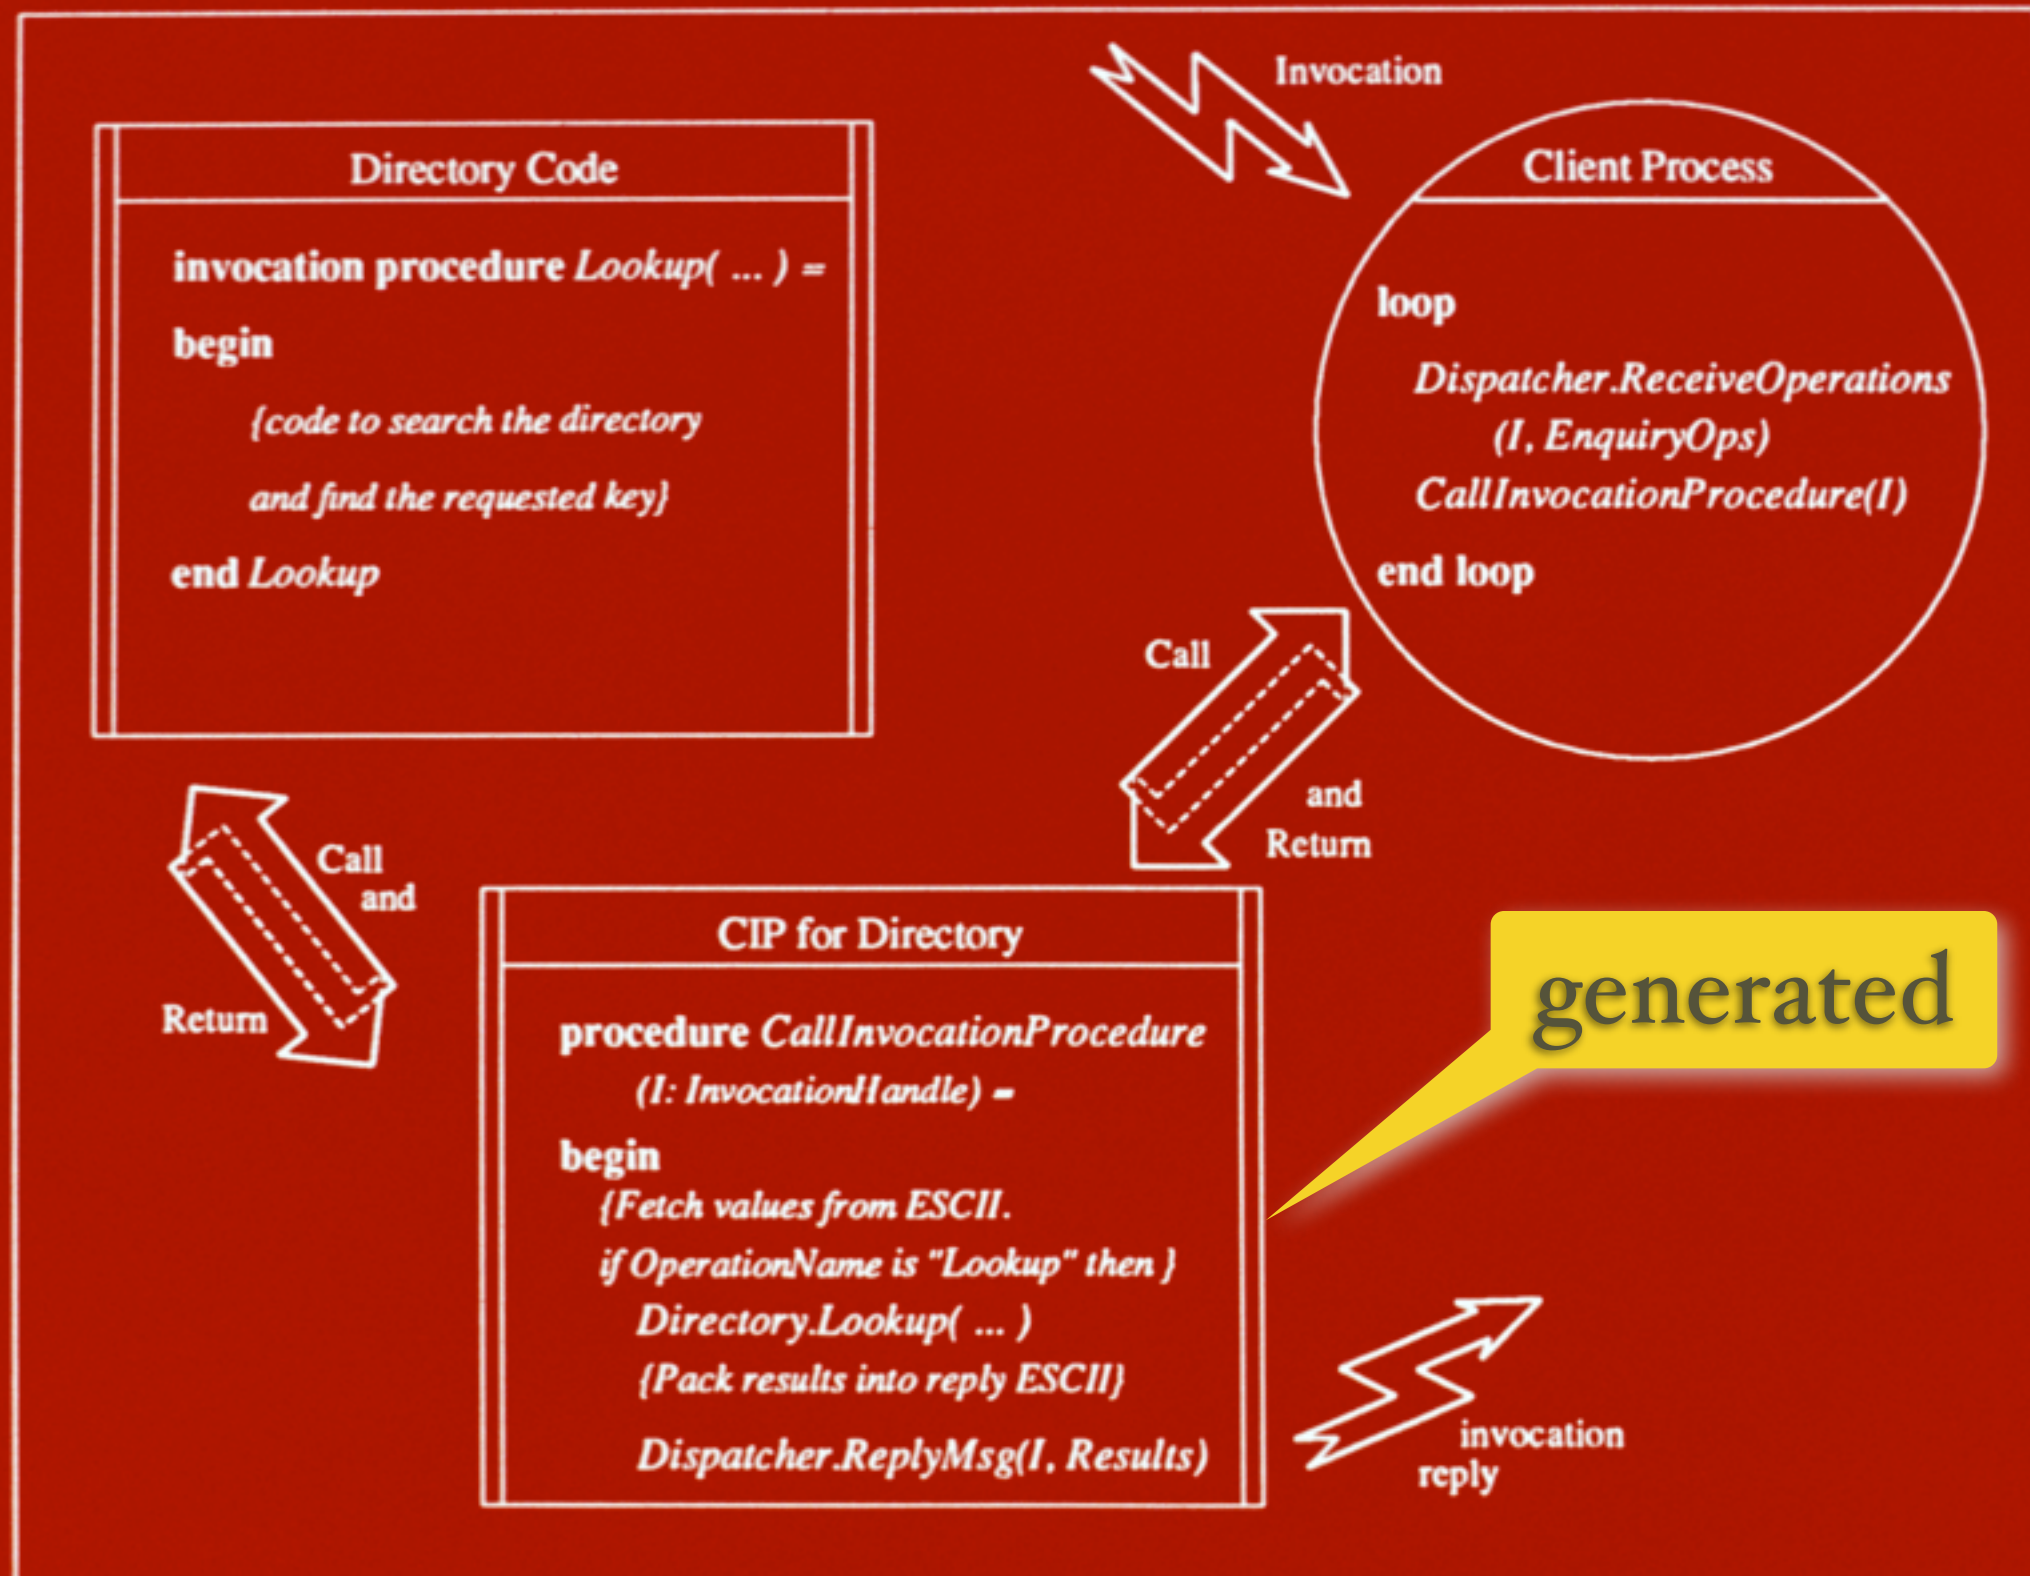 Invocation
Directory Code
invocation procedure Lookup( ... ) =
begin
{code to search the directory
and find the requested key}
end Lookup
Client Process
loop
Dispatcher.ReceiveOperations
(I, EnquiryOps)
CallInvocationProcedure(I)
end loop
Call
and
Return
Call
and
Return
CIP for Directory
procedure CallInvocationProcedure
(I: InvocationHandle) =
begin
{Fetch values from ESCII.
if OperationName is "Lookup" then }
Directory.Lookup( ... )
{Pack results into reply ESCII}
Dispatcher.ReplyMsg(I, Results)
generated
invocation
reply